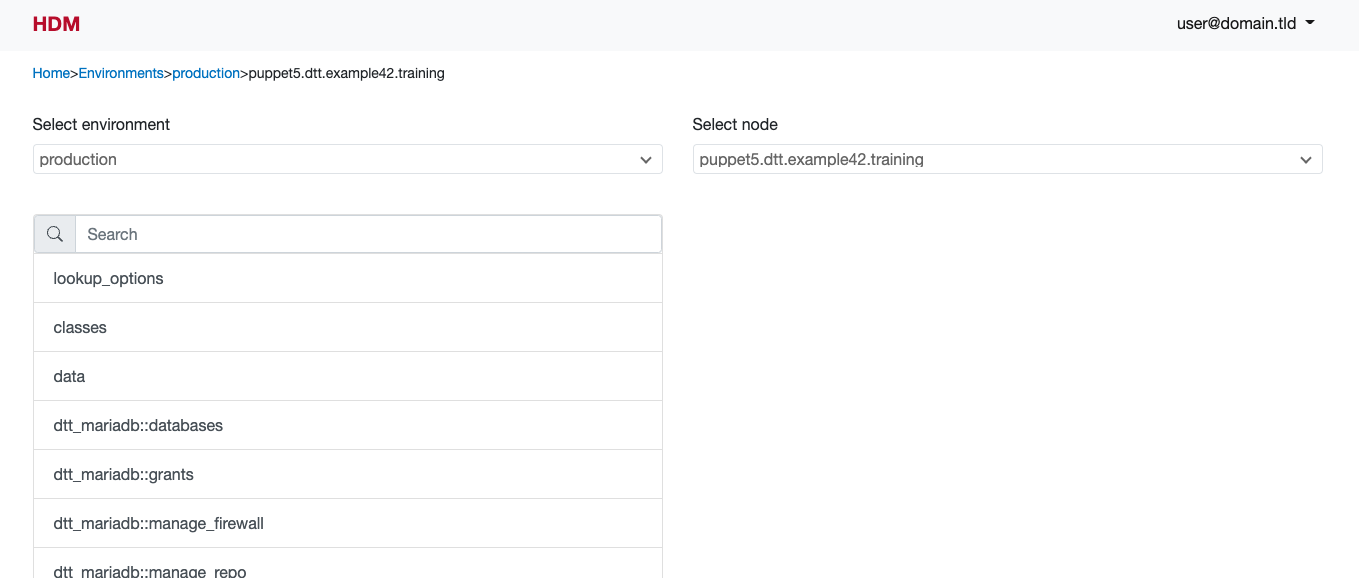 HDM
user@domain.tld
Home>Environments>production>puppet5.dtt.example42.training
Select environment
Select node
production
puppet5.dtt.example42.training
Search
lookup_options
classes
data
dtt_mariadb::databases
dtt_mariadb::grants
dtt_mariadb::manage_firewall
dtt_mariadb::manage_repo